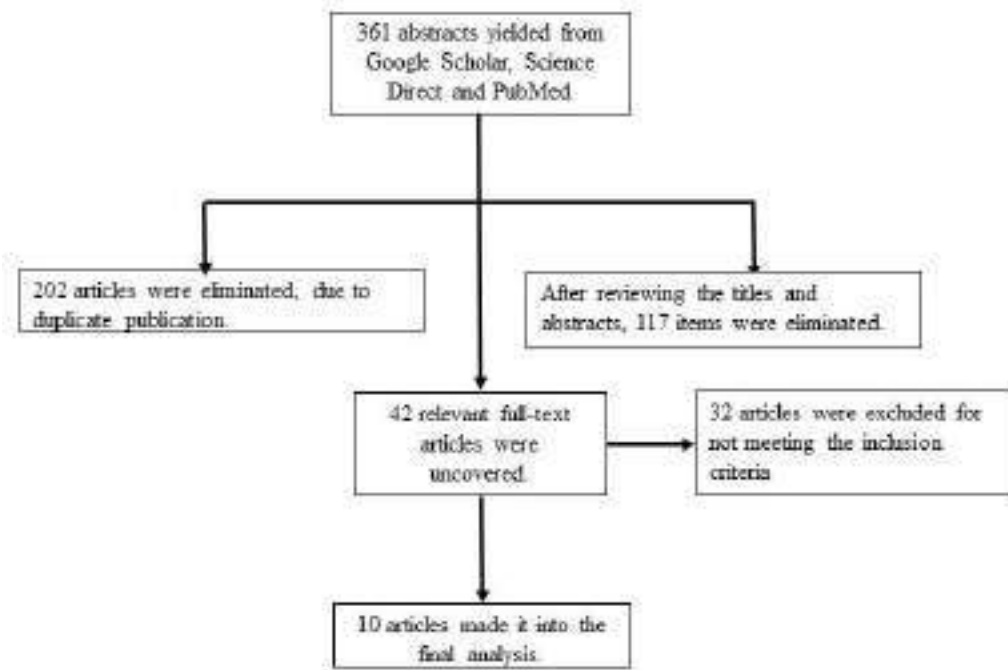 361 abstracts yielded from
Google Scholar, Science
Direct and PubMed
202 articles were eliminated, due to
duplicate publication.
After reviewing the titles and
abstracts, 117 items were eliminated.
42 relevant full-text
articles were
uncovered.
32 articles were excluded for
not meeting the inclusion
criteria
10 articles made it into the
final analysis.